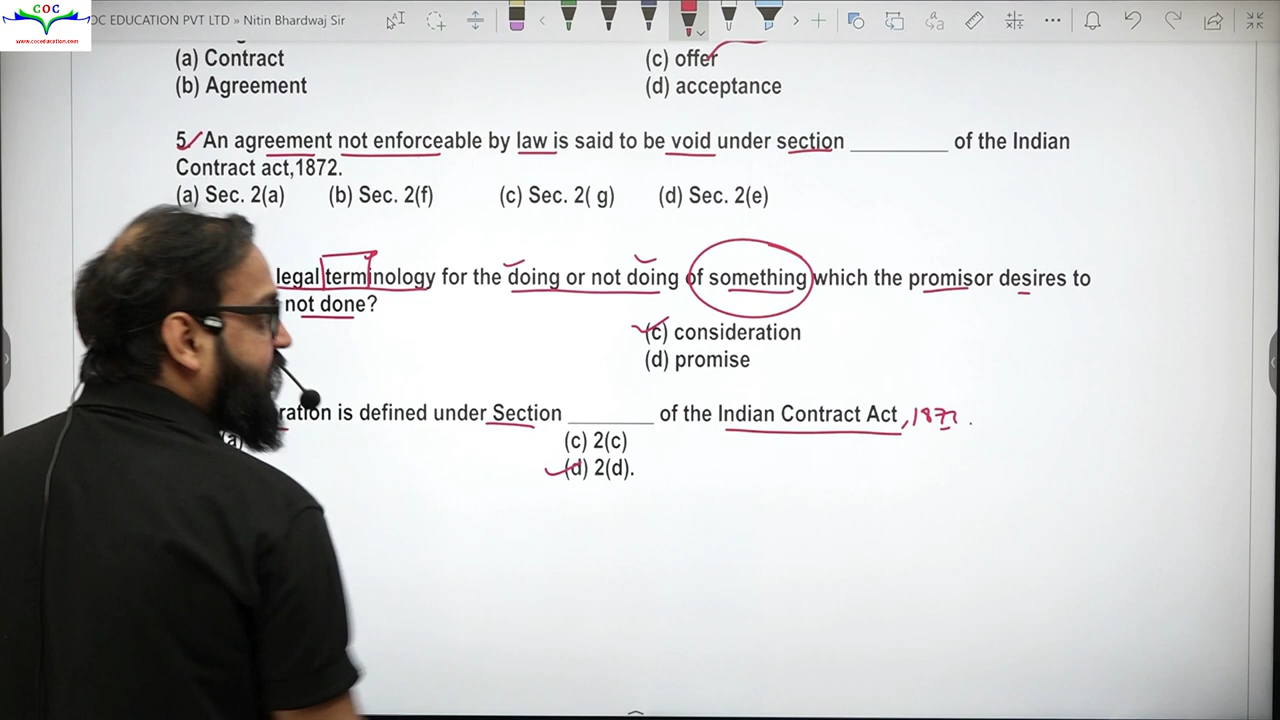 COC
www.coceducation.com
OC EDUCATION PVT LTD » Nitin Bhardwaj Sir
(a) Contract (c) offer
(b) Agreement (d) acceptance
5. An agreement not enforceable by law is said to be void under section ________ of the Indian
Contract act,1872.
(a) Sec. 2(a) (b) Sec. 2(f) (c) Sec. 2( g) (d) Sec. 2(e)
legal terminology for the doing or not doing of something which the promisor desires to
not done?
(c) consideration
(d) promise
ration is defined under Section ________ of the Indian Contract Act ,1872.
(a)
(c) 2(c)
(d) 2(d).